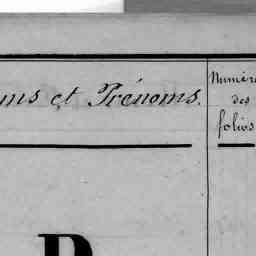 ms et Prénoms.
Numéro
des
folios